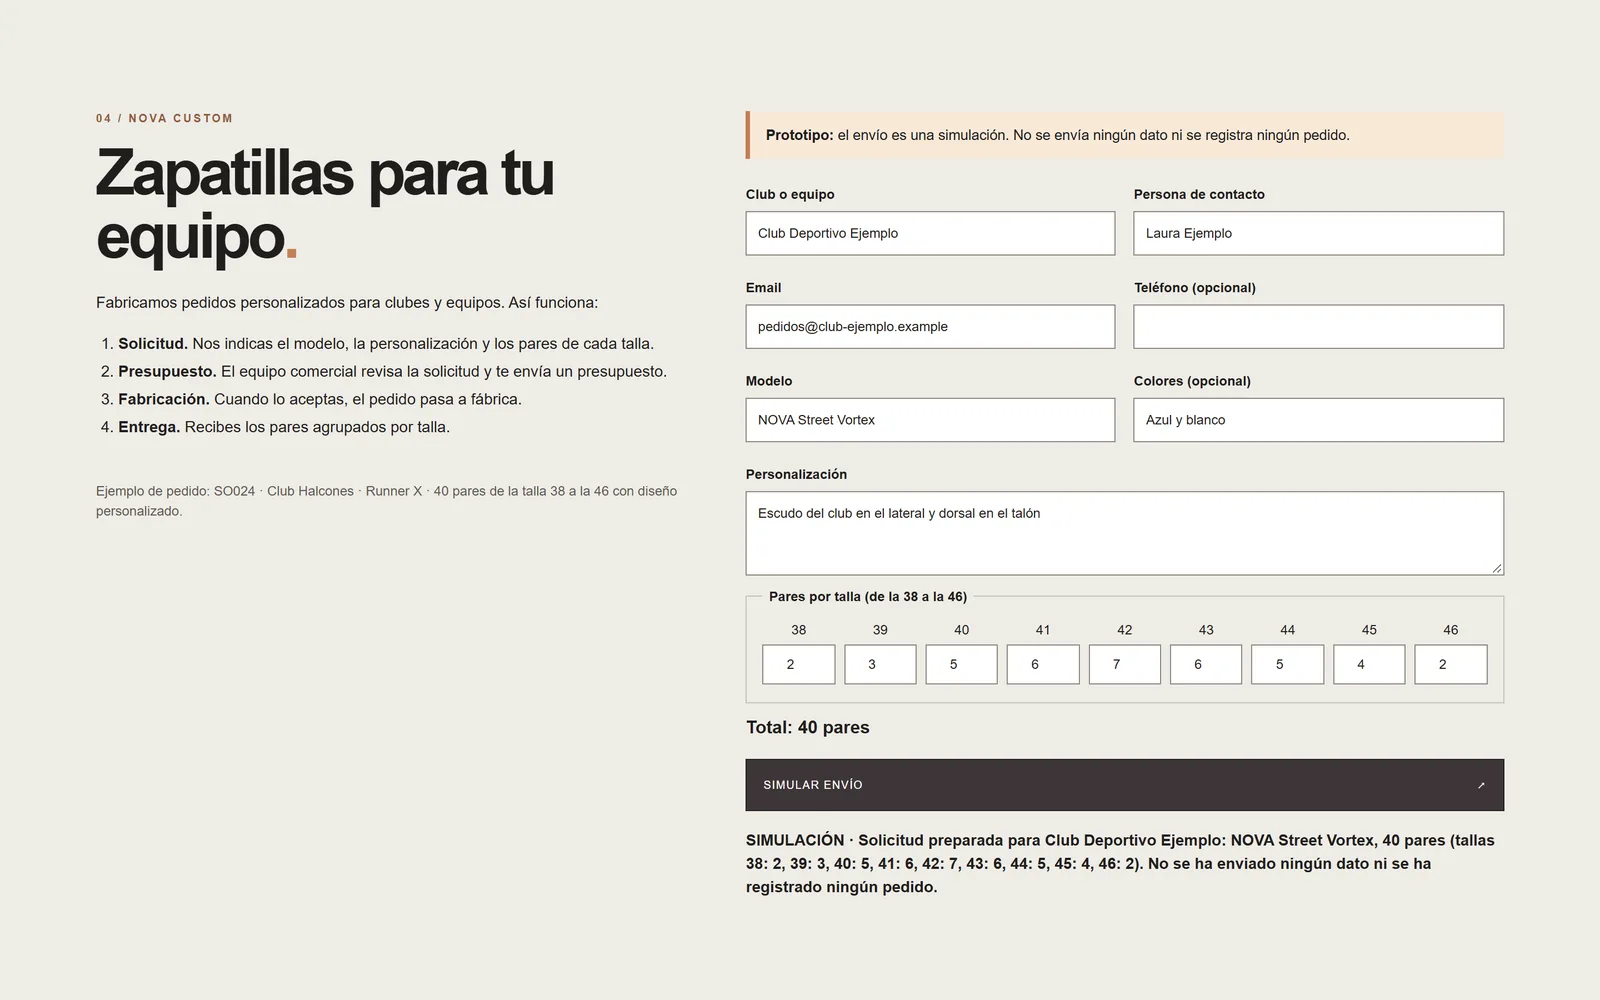 04 / NOVA CUSTOM
Zapatillas para tu
equipo.
Fabricamos pedidos personalizados para clubes y equipos. Así funciona:
1. Solicitud. Nos indicas el modelo, la personalización y los pares de cada talla.
2. Presupuesto. El equipo comercial revisa la solicitud y te envía un presupuesto.
3. Fabricación. Cuando lo aceptas, el pedido pasa a fábrica.
4. Entrega. Recibes los pares agrupados por talla.
Ejemplo de pedido: SO024 · Club Halcones · Runner X · 40 pares de la talla 38 a la 46 con diseño
personalizado.
Prototipo: el envío es una simulación. No se envía ningún dato ni se registra ningún pedido.
Club o equipo
Club Deportivo Ejemplo
Persona de contacto
Laura Ejemplo
Email
pedidos@club-ejemplo.example
Teléfono (opcional)
Modelo
NOVA Street Vortex
Colores (opcional)
Azul y blanco
Personalización
Escudo del club en el lateral y dorsal en el talón
Pares por talla (de la 38 a la 46)
38 39 40 41 42 43 44 45 46
2 3 5 6 7 6 5 4 2
Total: 40 pares
SIMULAR ENVÍO ↗
SIMULACIÓN · Solicitud preparada para Club Deportivo Ejemplo: NOVA Street Vortex, 40 pares (tallas
38: 2, 39: 3, 40: 5, 41: 6, 42: 7, 43: 6, 44: 5, 45: 4, 46: 2). No se ha enviado ningún dato ni se ha
registrado ningún pedido.